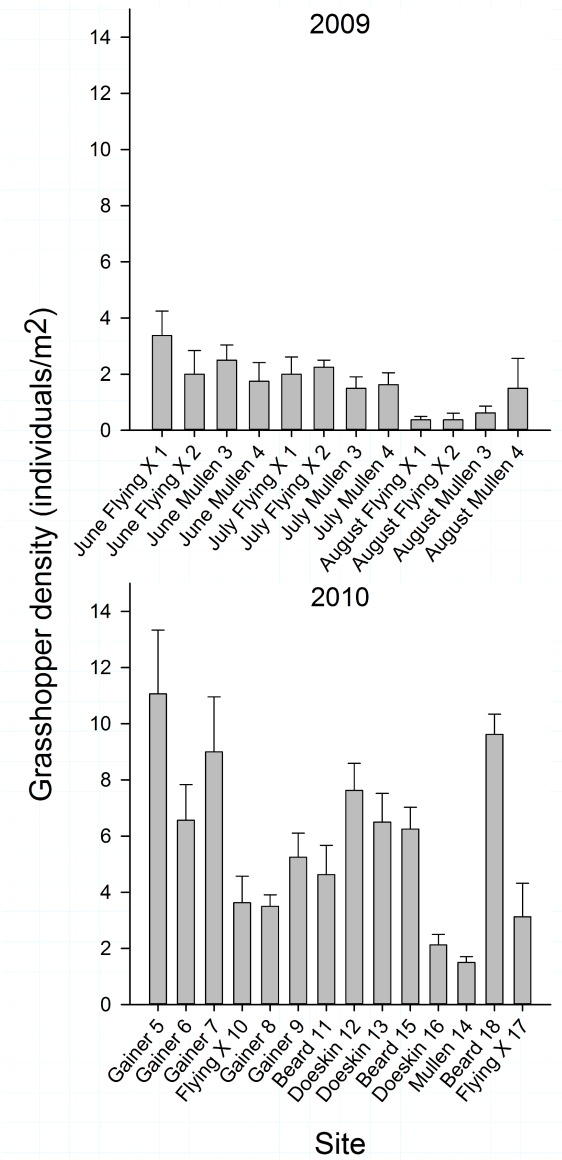 2009
14
12
10
8
6
4
2
0
June Flying X 1
June Flying X 2
June Mullen 3
June Mullen 4
July Flying X 1
July Flying X 2
July Mullen 3
July Mullen 4
August Flying X 1
August Flying X 2
August Mullen 3
August Mullen 4
Grasshopper density (individuals/m2)
2010
14
12
10
8
6
4
2
0
Gainer 5
Gainer 6
Gainer 7
Flying X 10
Gainer 8
Gainer 9
Beard 11
Doeskin 12
Doeskin 13
Beard 15
Doeskin 16
Mullen 14
Beard 18
Flying X 17
Site